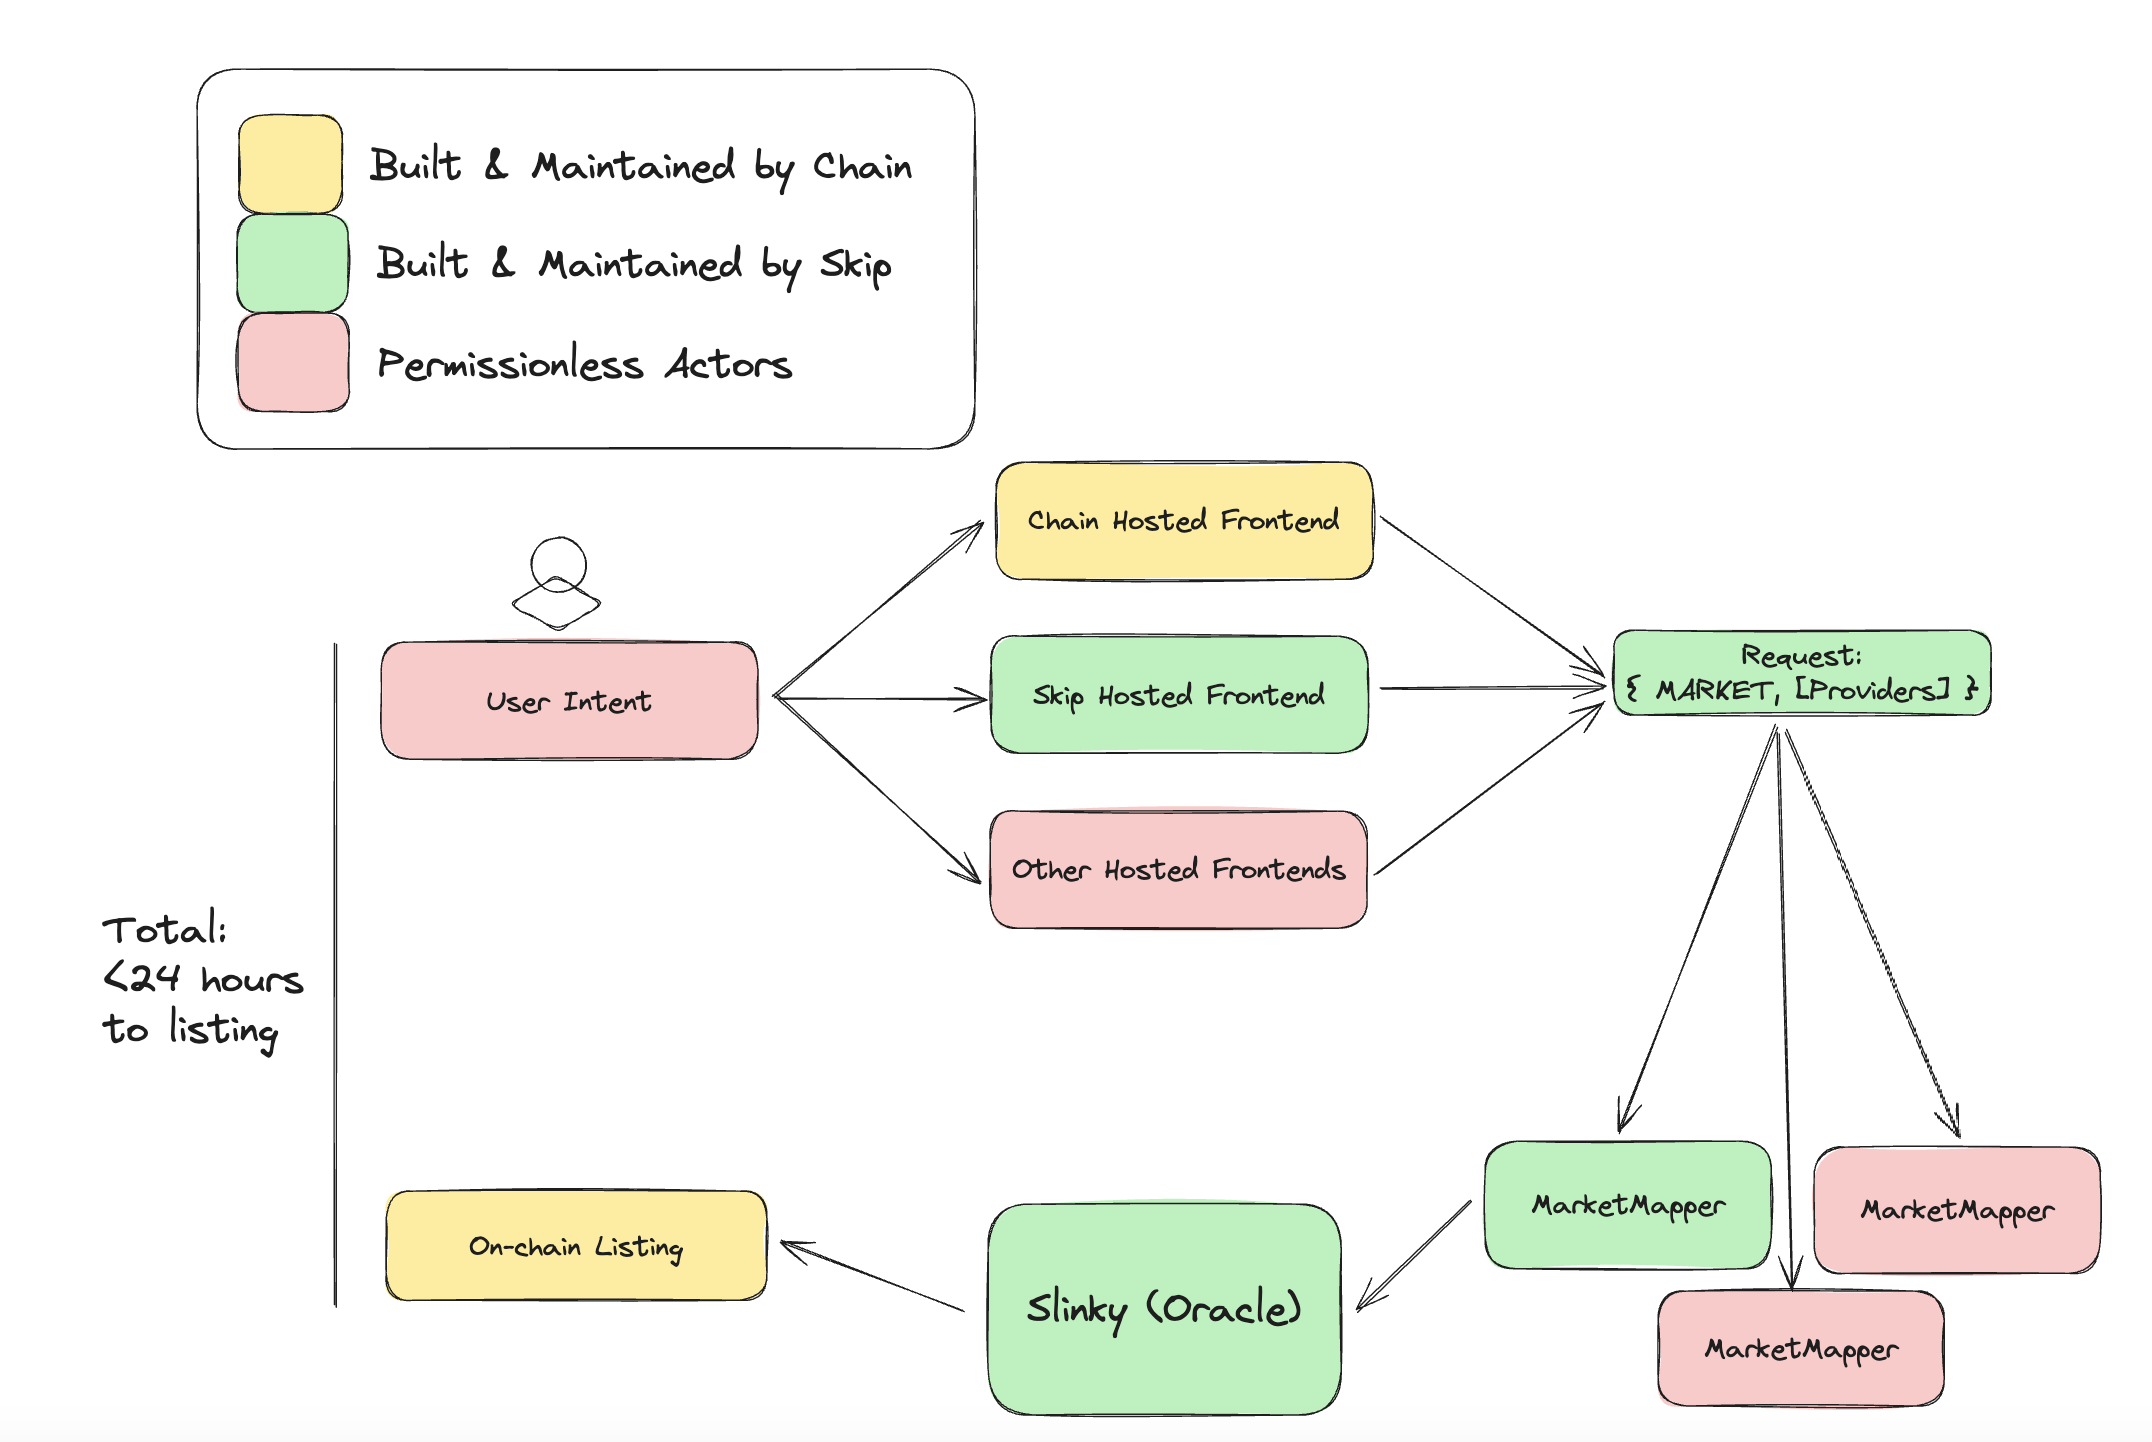 Built & Maintained by Chain
Built & Maintained by Skip
Permissionless Actors
Chain Hosted Frontend
User Intent
Skip Hosted Frontend
Request:
{ MARKET, [Providers] }
Other Hosted Frontends
Total:
<24 hours
to listing
On-chain Listing
Slinky (Oracle)
MarketMapper
MarketMapper
MarketMapper